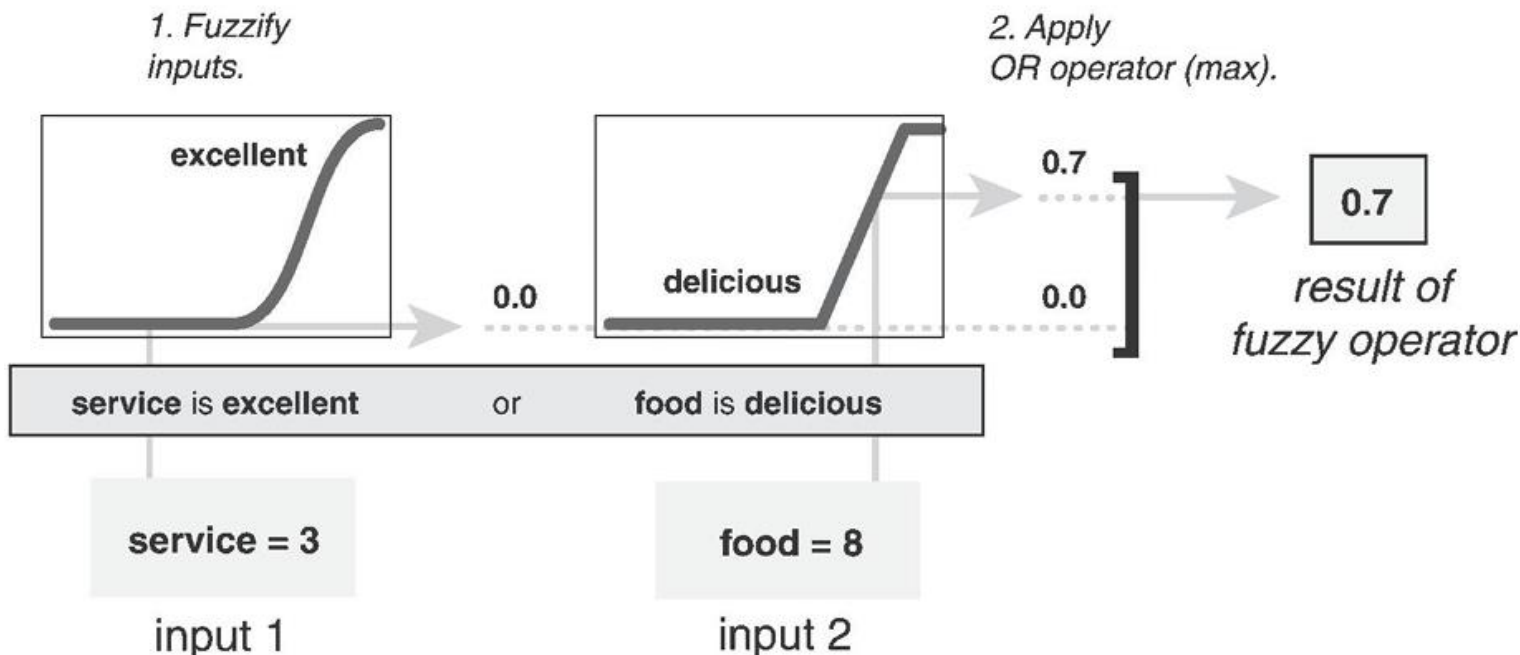 1. Fuzzify
inputs.
2. Apply
OR operator (max).
excellent
delicious
0.7
0.7
0.0
0.0
result of
fuzzy operator
service is excellent or food is delicious
service = 3
food = 8
input 1
input 2